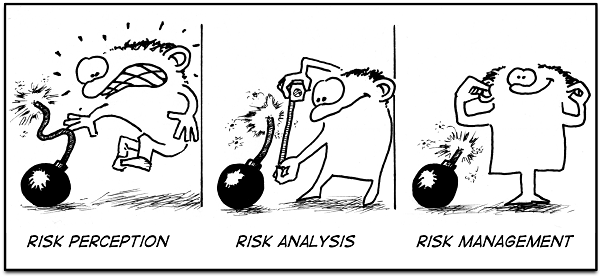 RISK PERCEPTION
RISK ANALYSIS
RISK MANAGEMENT